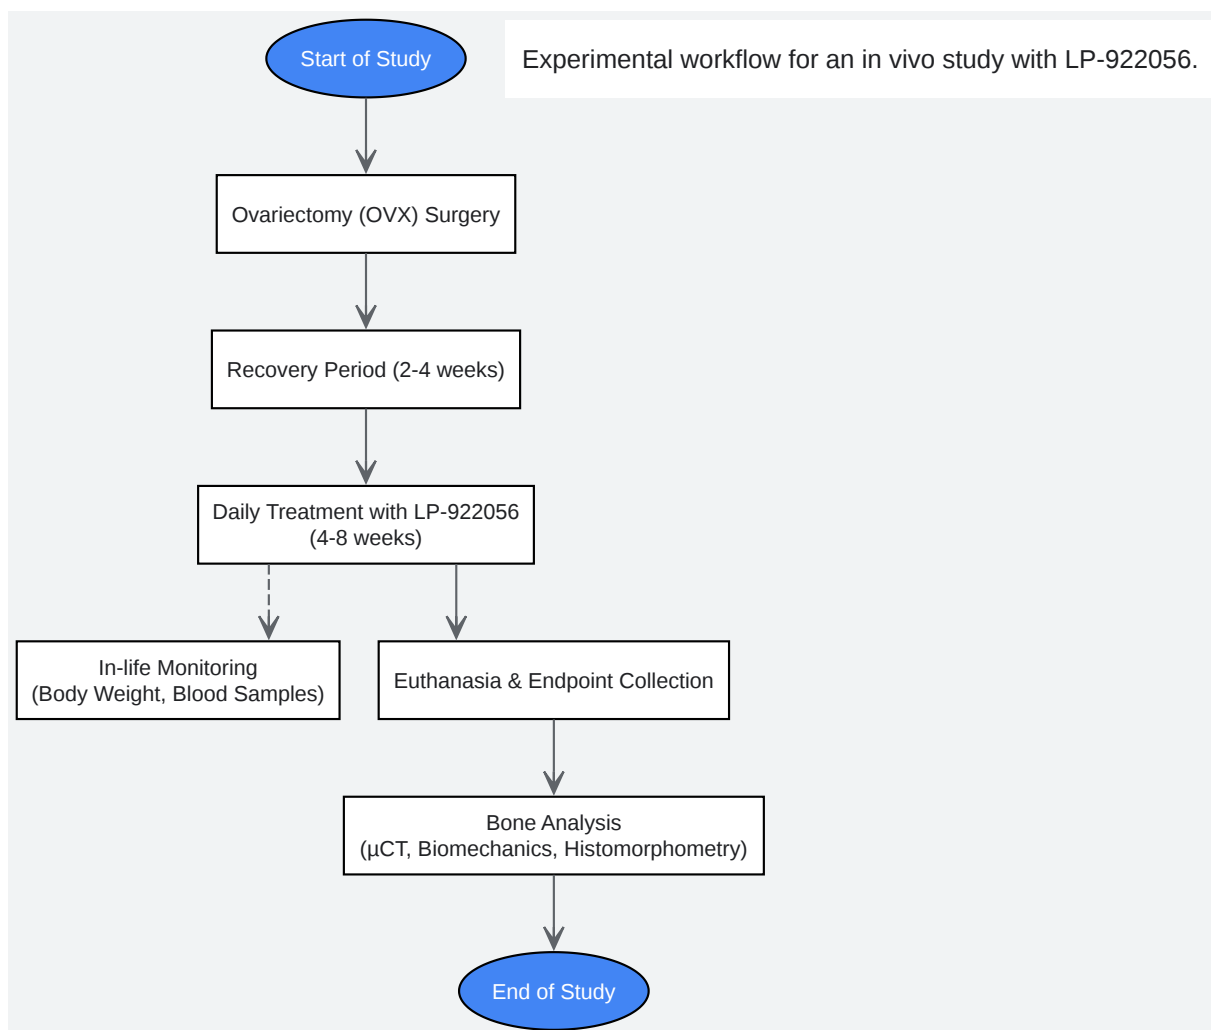 Start of Study
Experimental workflow for an in vivo study with LP-922056.
Ovariectomy (OVX) Surgery
Recovery Period (2-4 weeks)
Daily Treatment with LP-922056
(4-8 weeks)
In-life Monitoring
(Body Weight, Blood Samples)
Euthanasia & Endpoint Collection
Bone Analysis
(µCT, Biomechanics, Histomorphometry)
End of Study